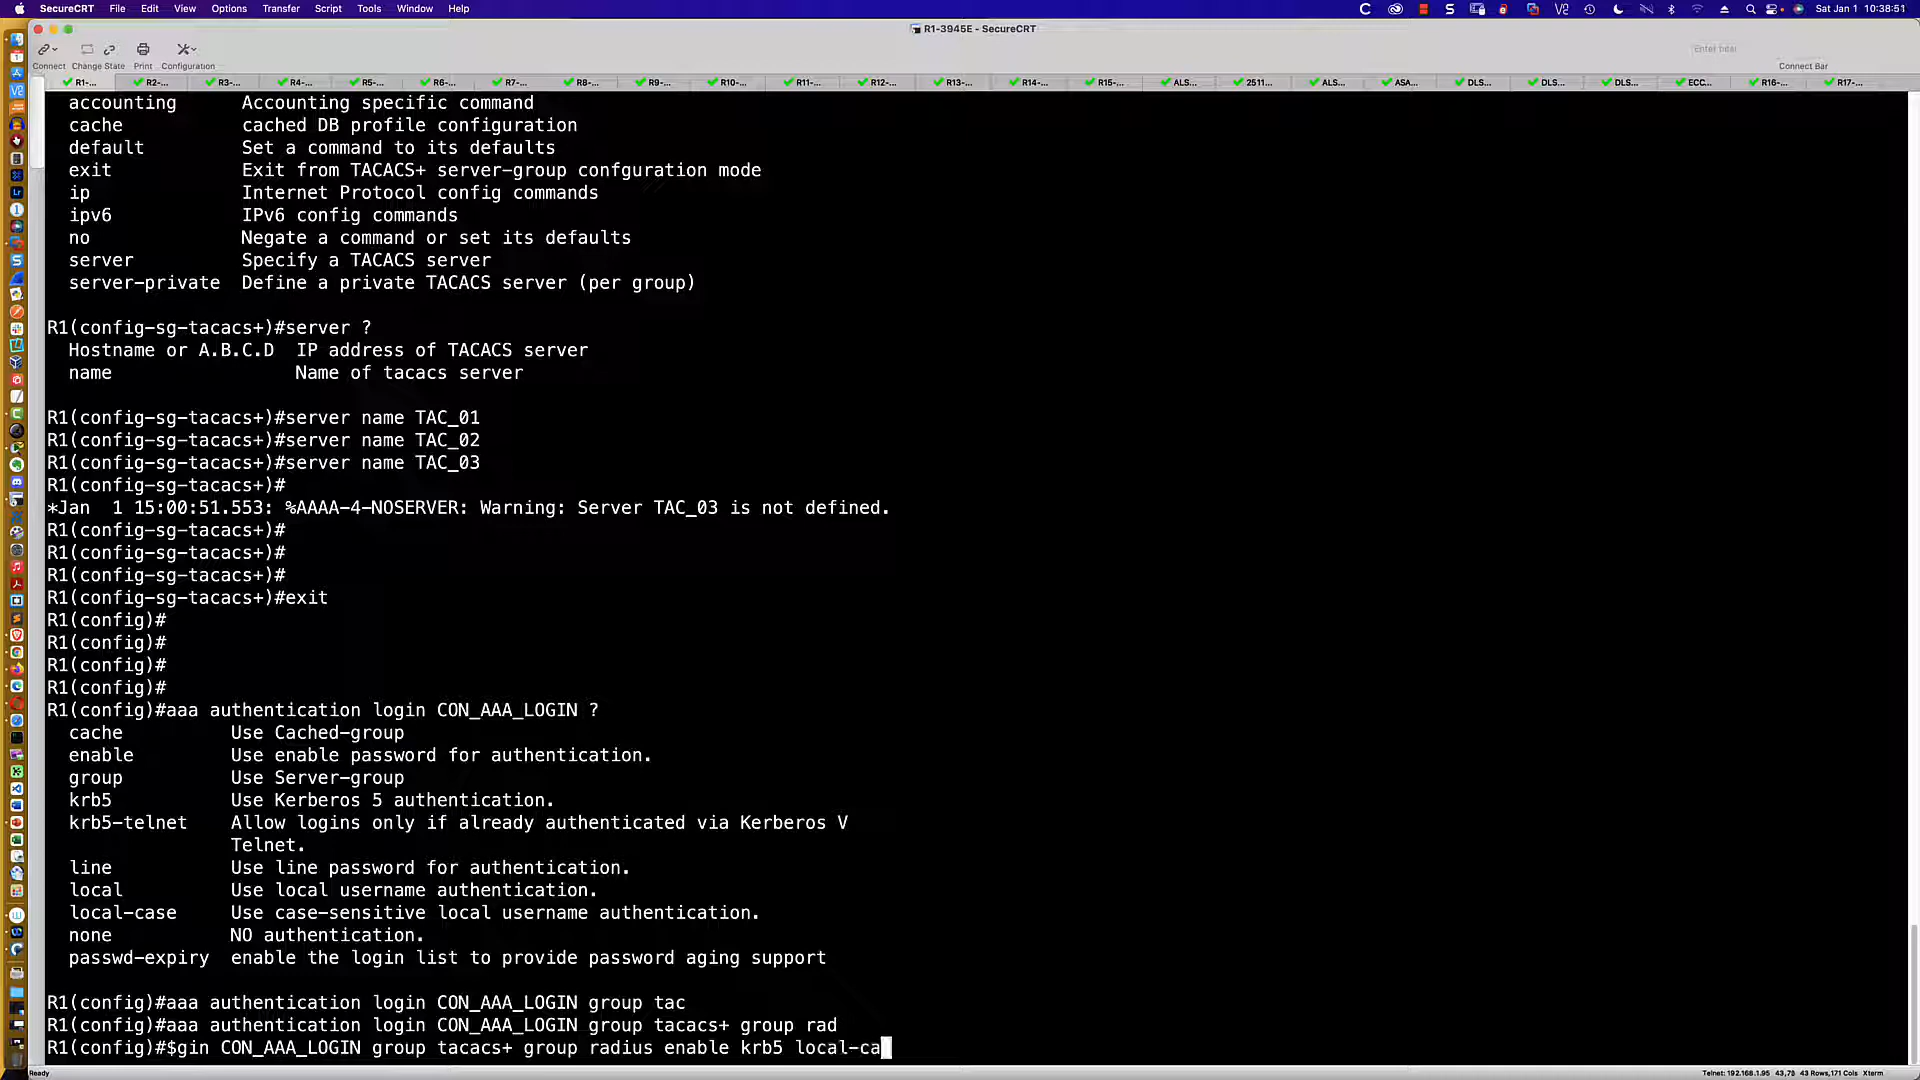 SecureCRT File Edit View Options Transfer Script Tools Window Help Sat Jan 1 10:38:51
R1-3945E - SecureCRT
Connect Change State Print Configuration Connect Bar
R1-... R2-... R3-... R4-... R5-... R6-... R7-... R8-... R9-... R10-... R11-... R12-... R13-... R14-... R15-... ALS... 2511... ALS... ASA... DLS... DLS... DLS... ECC... R16-... R17-...
accounting Accounting specific command
cache cached DB profile configuration
default Set a command to its defaults
exit Exit from TACACS+ server-group confguration mode
ip Internet Protocol config commands
ipv6 IPv6 config commands
no Negate a command or set its defaults
server Specify a TACACS server
server-private Define a private TACACS server (per group)
R1(config-sg-tacacs+)#server ?
Hostname or A.B.C.D IP address of TACACS server
name Name of tacacs server
R1(config-sg-tacacs+)#server name TAC_01
R1(config-sg-tacacs+)#server name TAC_02
R1(config-sg-tacacs+)#server name TAC_03
R1(config-sg-tacacs+)#
*Jan 1 15:00:51.553: %AAAA-4-NOSERVER: Warning: Server TAC_03 is not defined.
R1(config-sg-tacacs+)#
R1(config-sg-tacacs+)#
R1(config-sg-tacacs+)#
R1(config-sg-tacacs+)#exit
R1(config)#
R1(config)#
R1(config)#
R1(config)#
R1(config)#aaa authentication login CON_AAA_LOGIN ?
cache Use Cached-group
enable Use enable password for authentication.
group Use Server-group
krb5 Use Kerberos 5 authentication.
krb5-telnet Allow logins only if already authenticated via Kerberos V
Telnet.
line Use line password for authentication.
local Use local username authentication.
local-case Use case-sensitive local username authentication.
none NO authentication.
passwd-expiry enable the login list to provide password aging support
R1(config)#aaa authentication login CON_AAA_LOGIN group tac
R1(config)#aaa authentication login CON_AAA_LOGIN group tacacs+ group rad
R1(config)#$gin CON_AAA_LOGIN group tacacs+ group radius enable krb5 local-ca
Ready Telnet: 192.168.1.95 43,78 43 Rows,171 Cols Xterm